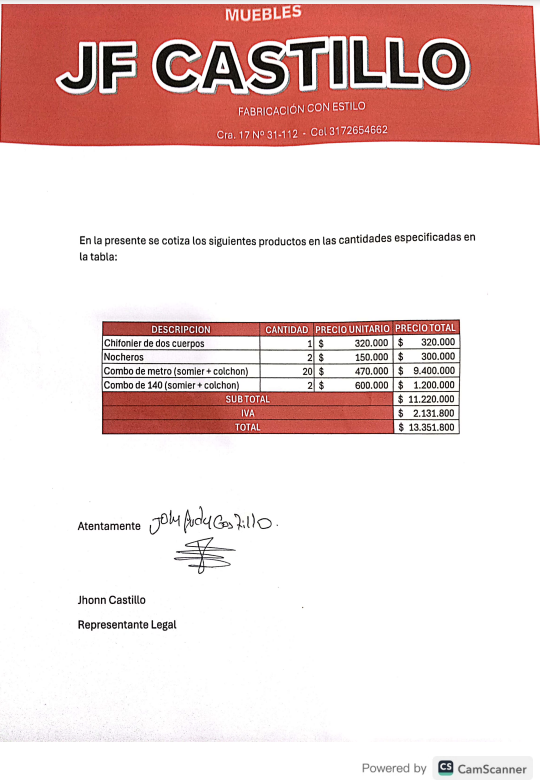 MUEBLES
JF CASTILLO
FABRICACIÓN CON ESTILO
Cra. 17 Nº 31-112 - Cel 3172654662
En la presente se cotiza los siguientes productos en las cantidades especificadas en
la tabla:
DESCRIPCION CANTIDAD PRECIO UNITARIO PRECIO TOTAL
Chifonier de dos cuerpos 1 $ 320.000 $ 320.000
Nocheros 2 $ 150.000 $ 300.000
Combo de metro (somier + colchon) 20 $ 470.000 $ 9.400.000
Combo de 140 (somier + colchon) 2 $ 600.000 $ 1.200.000
SUB TOTAL $ 11.220.000
IVA $ 2.131.800
TOTAL $ 13.351.800
Atentamente
Jhonn Castillo
Representante Legal
Powered by CS CamScanner